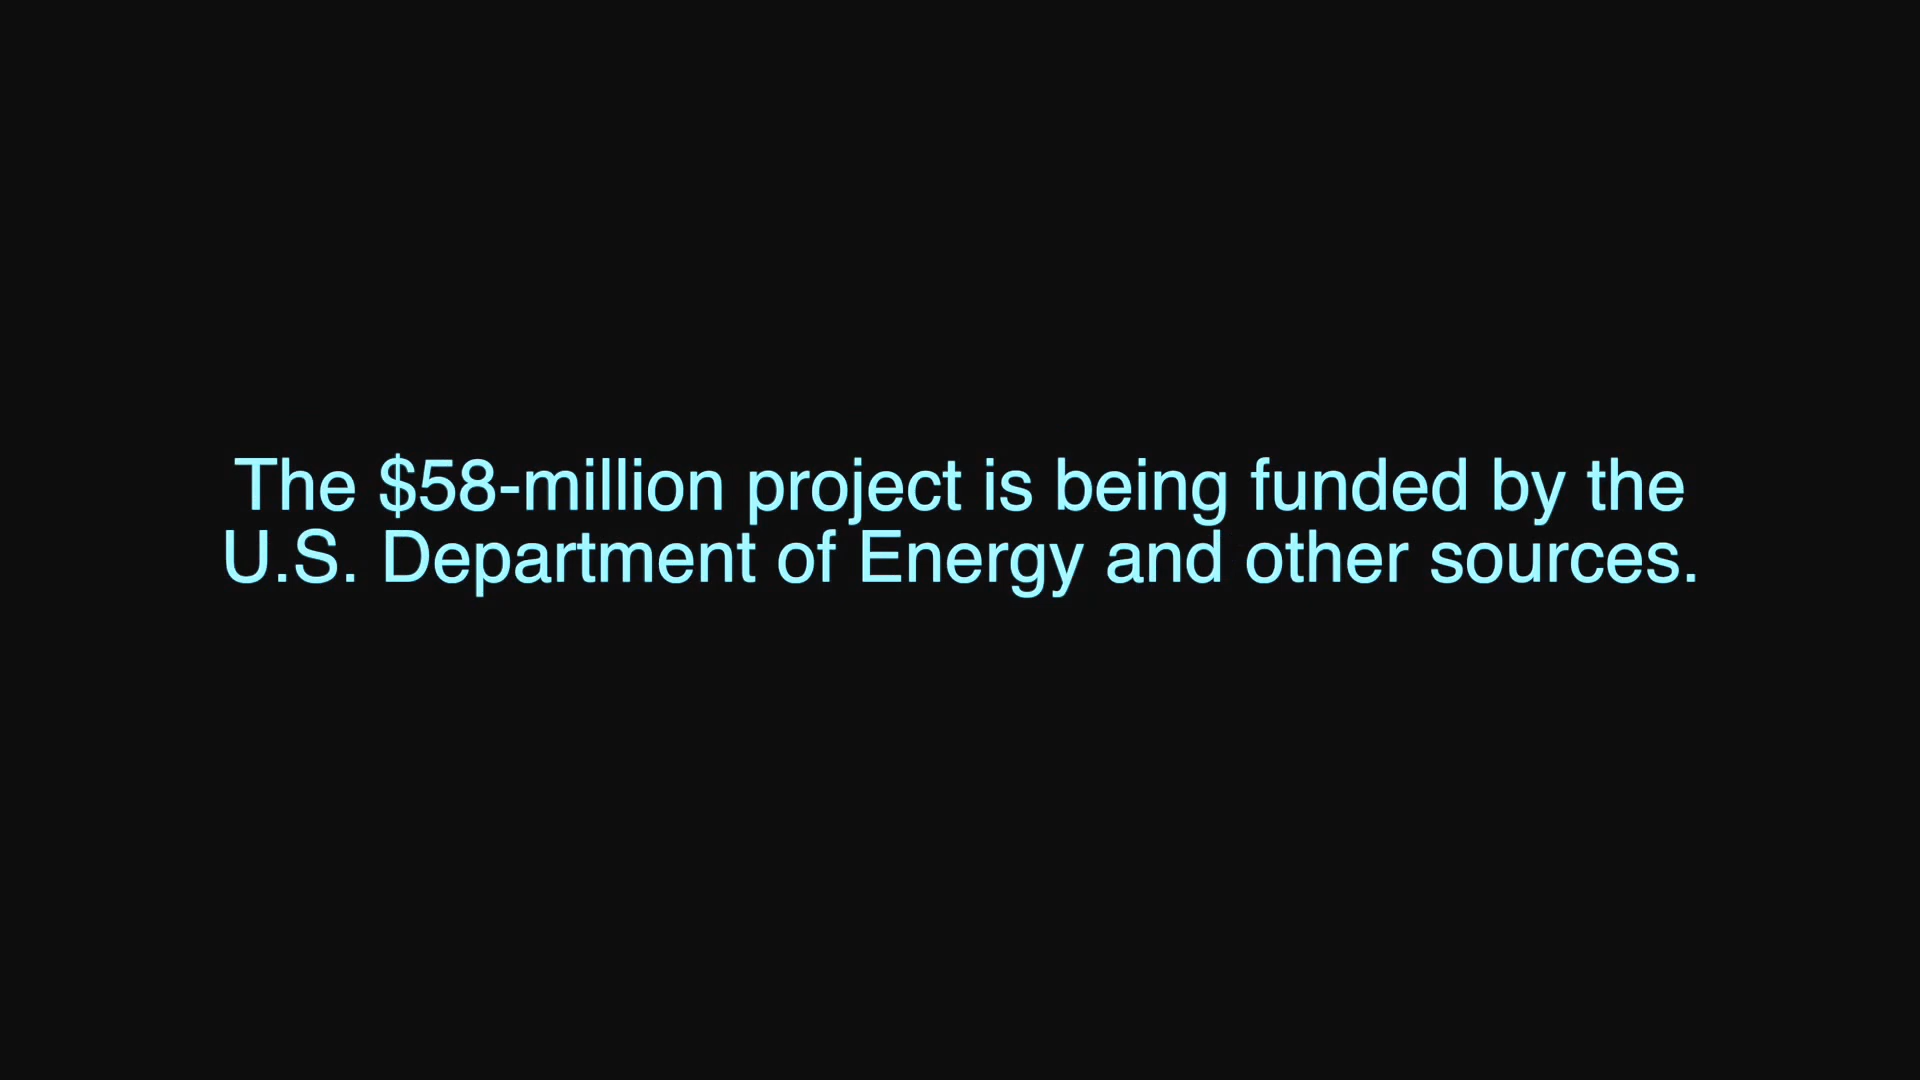 The $58-million project is being funded by the
U.S. Department of Energy and other sources.